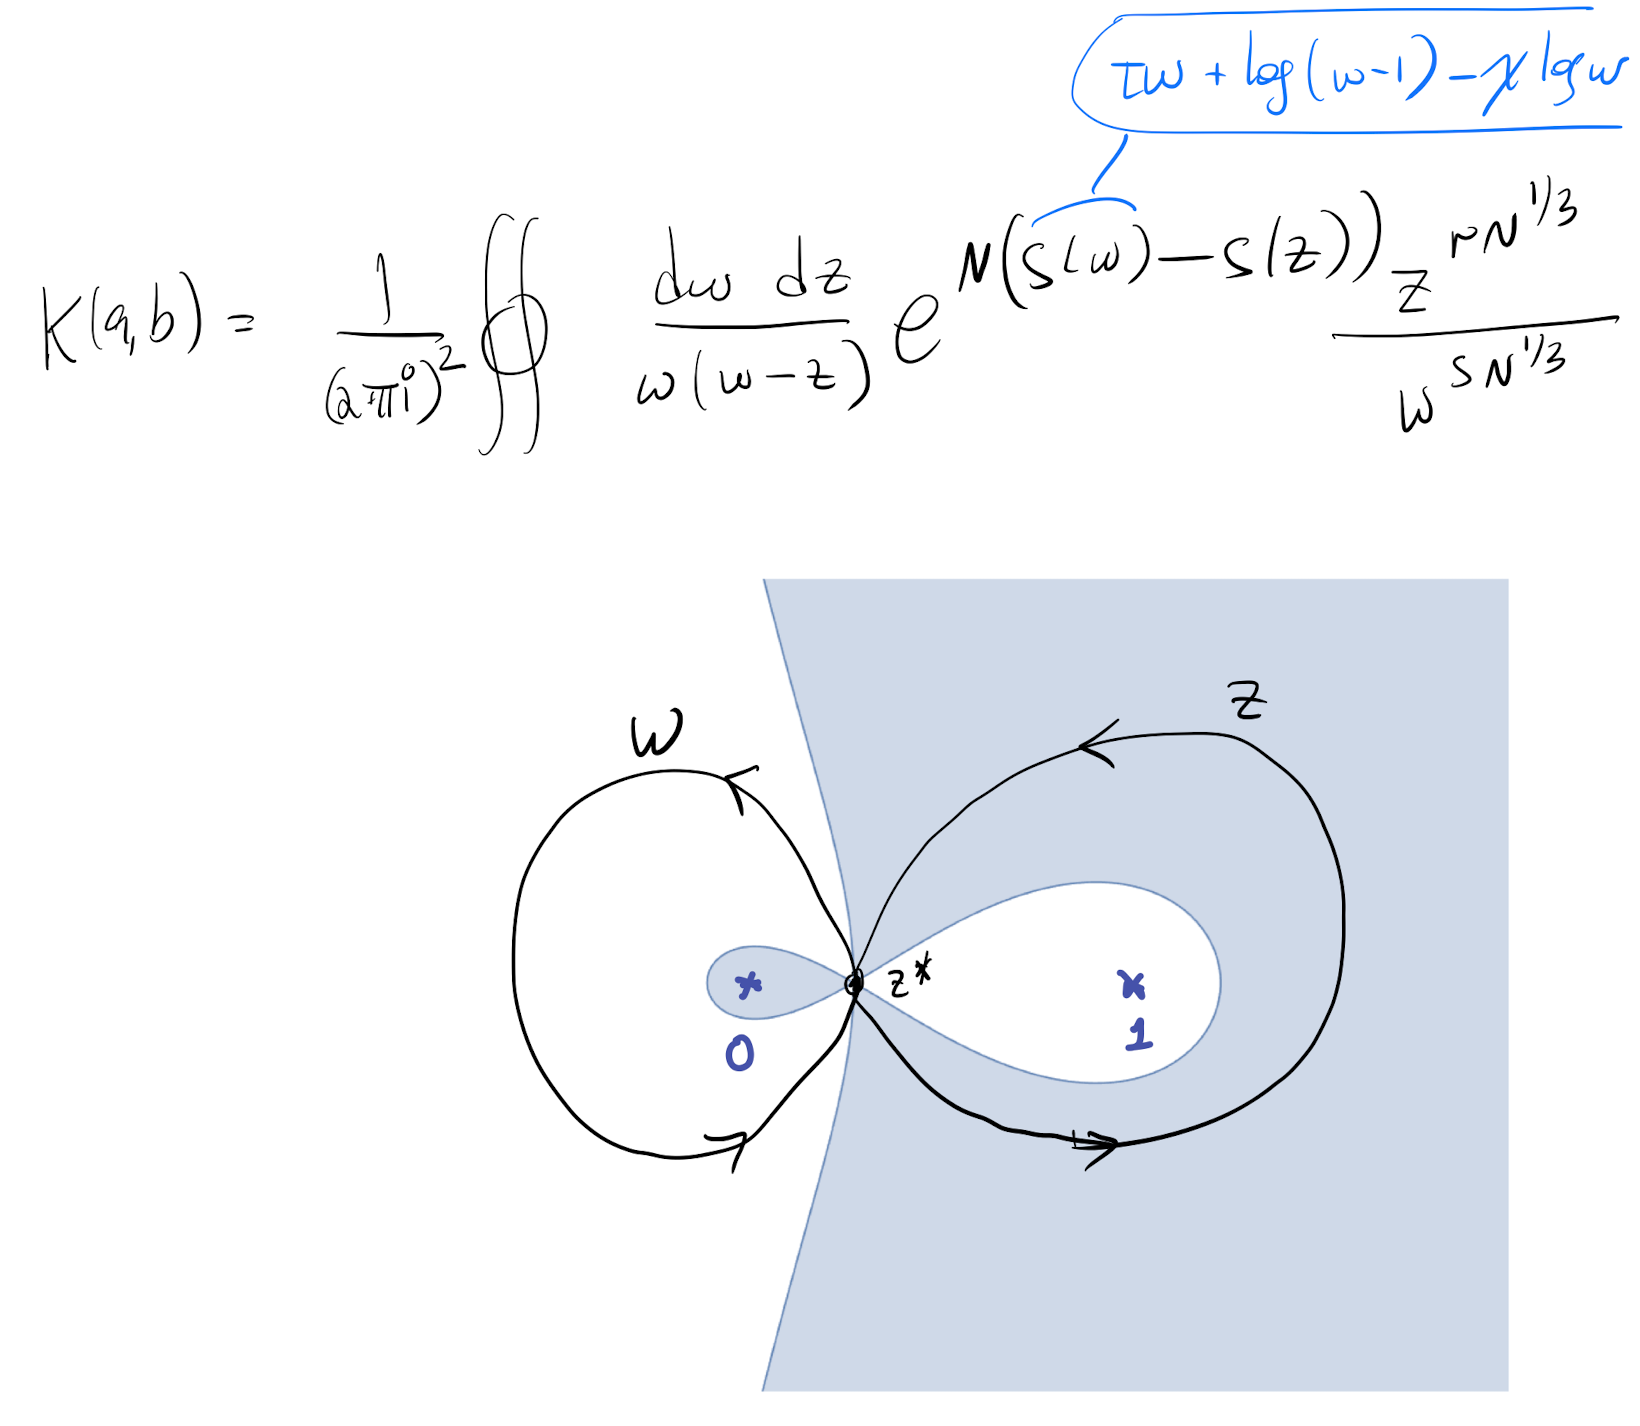 τw + log(w-1) - χ log w
K(a,b) = 1/(2πi)² ∮∮ dw dz / w(w-z) e^{N(S(w)-S(z))} z^{rN^{1/3}} / w^{sN^{1/3}}
z
w
z*
0
1